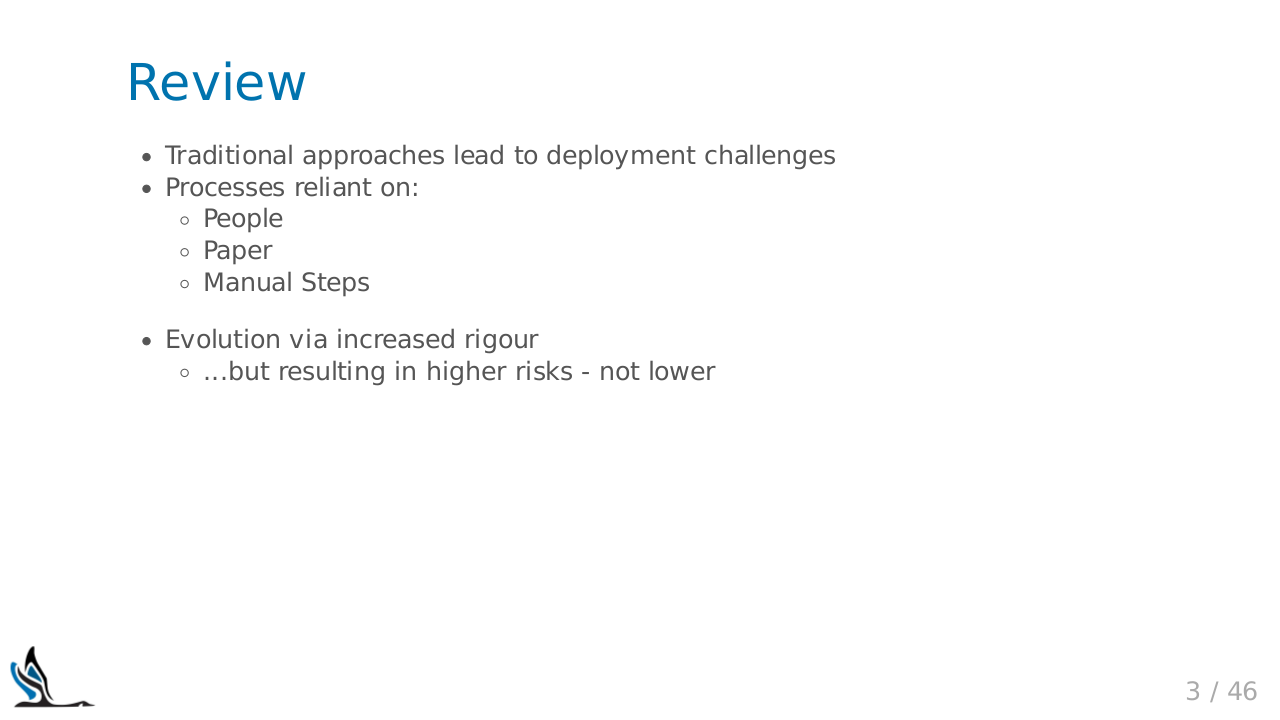 Review
• Traditional approaches lead to deployment challenges
• Processes reliant on:
◦ People
◦ Paper
◦ Manual Steps
• Evolution via increased rigour
◦ ...but resulting in higher risks - not lower
3 / 46